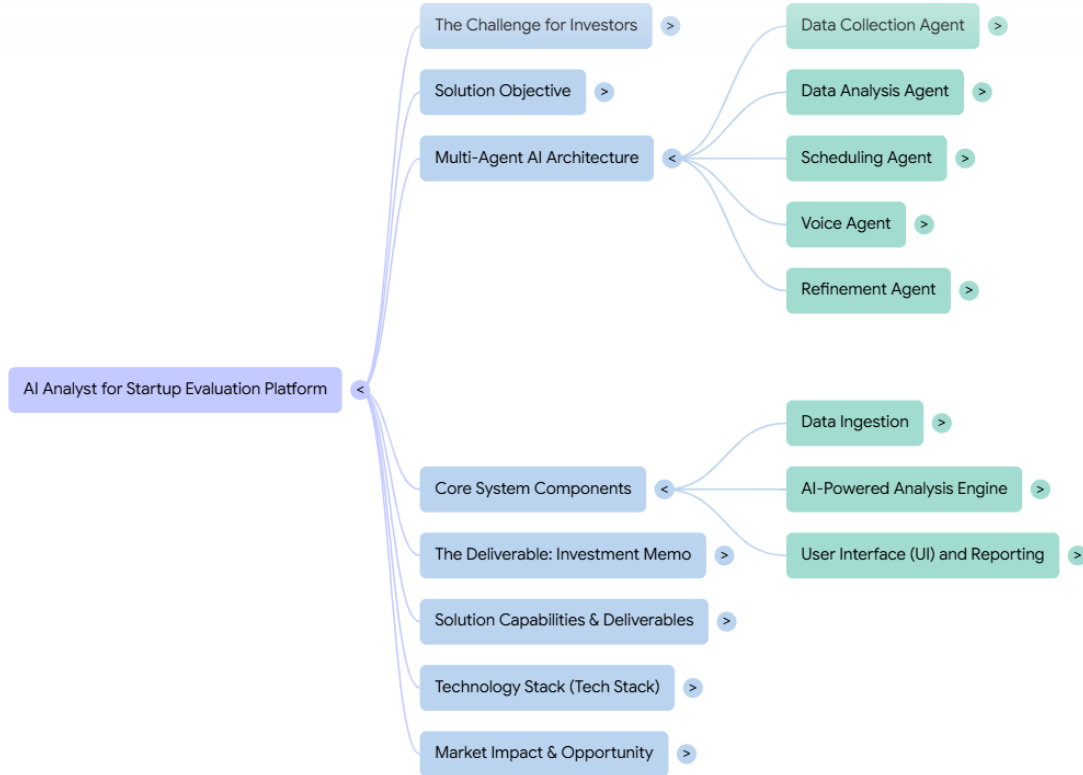 The Challenge for Investors >
Solution Objective >
Multi-Agent AI Architecture <
Data Collection Agent >
Data Analysis Agent >
Scheduling Agent >
Voice Agent >
Refinement Agent >
AI Analyst for Startup Evaluation Platform <
Core System Components <
Data Ingestion >
AI-Powered Analysis Engine >
User Interface (UI) and Reporting >
The Deliverable: Investment Memo >
Solution Capabilities & Deliverables >
Technology Stack (Tech Stack) >
Market Impact & Opportunity >